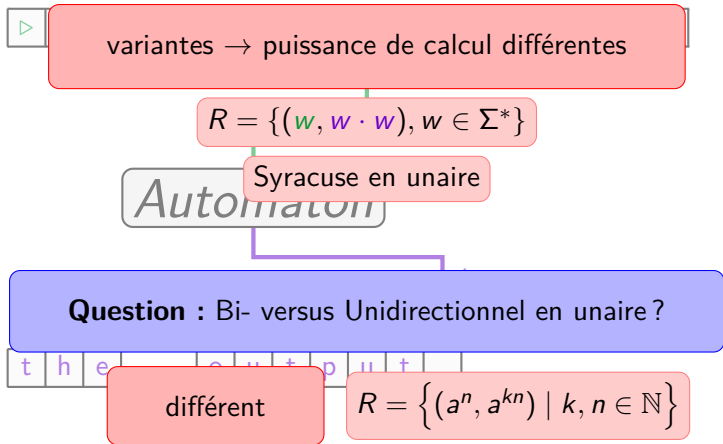 ▷
variantes → puissance de calcul différentes
R = {(w, w · w), w ∈ Σ*}
Syracuse en unaire
Automaton
Question : Bi- versus Unidirectionnel en unaire ?
t h e o u t p u t
différent
R = {(aⁿ, aᵏⁿ) | k, n ∈ ℕ}